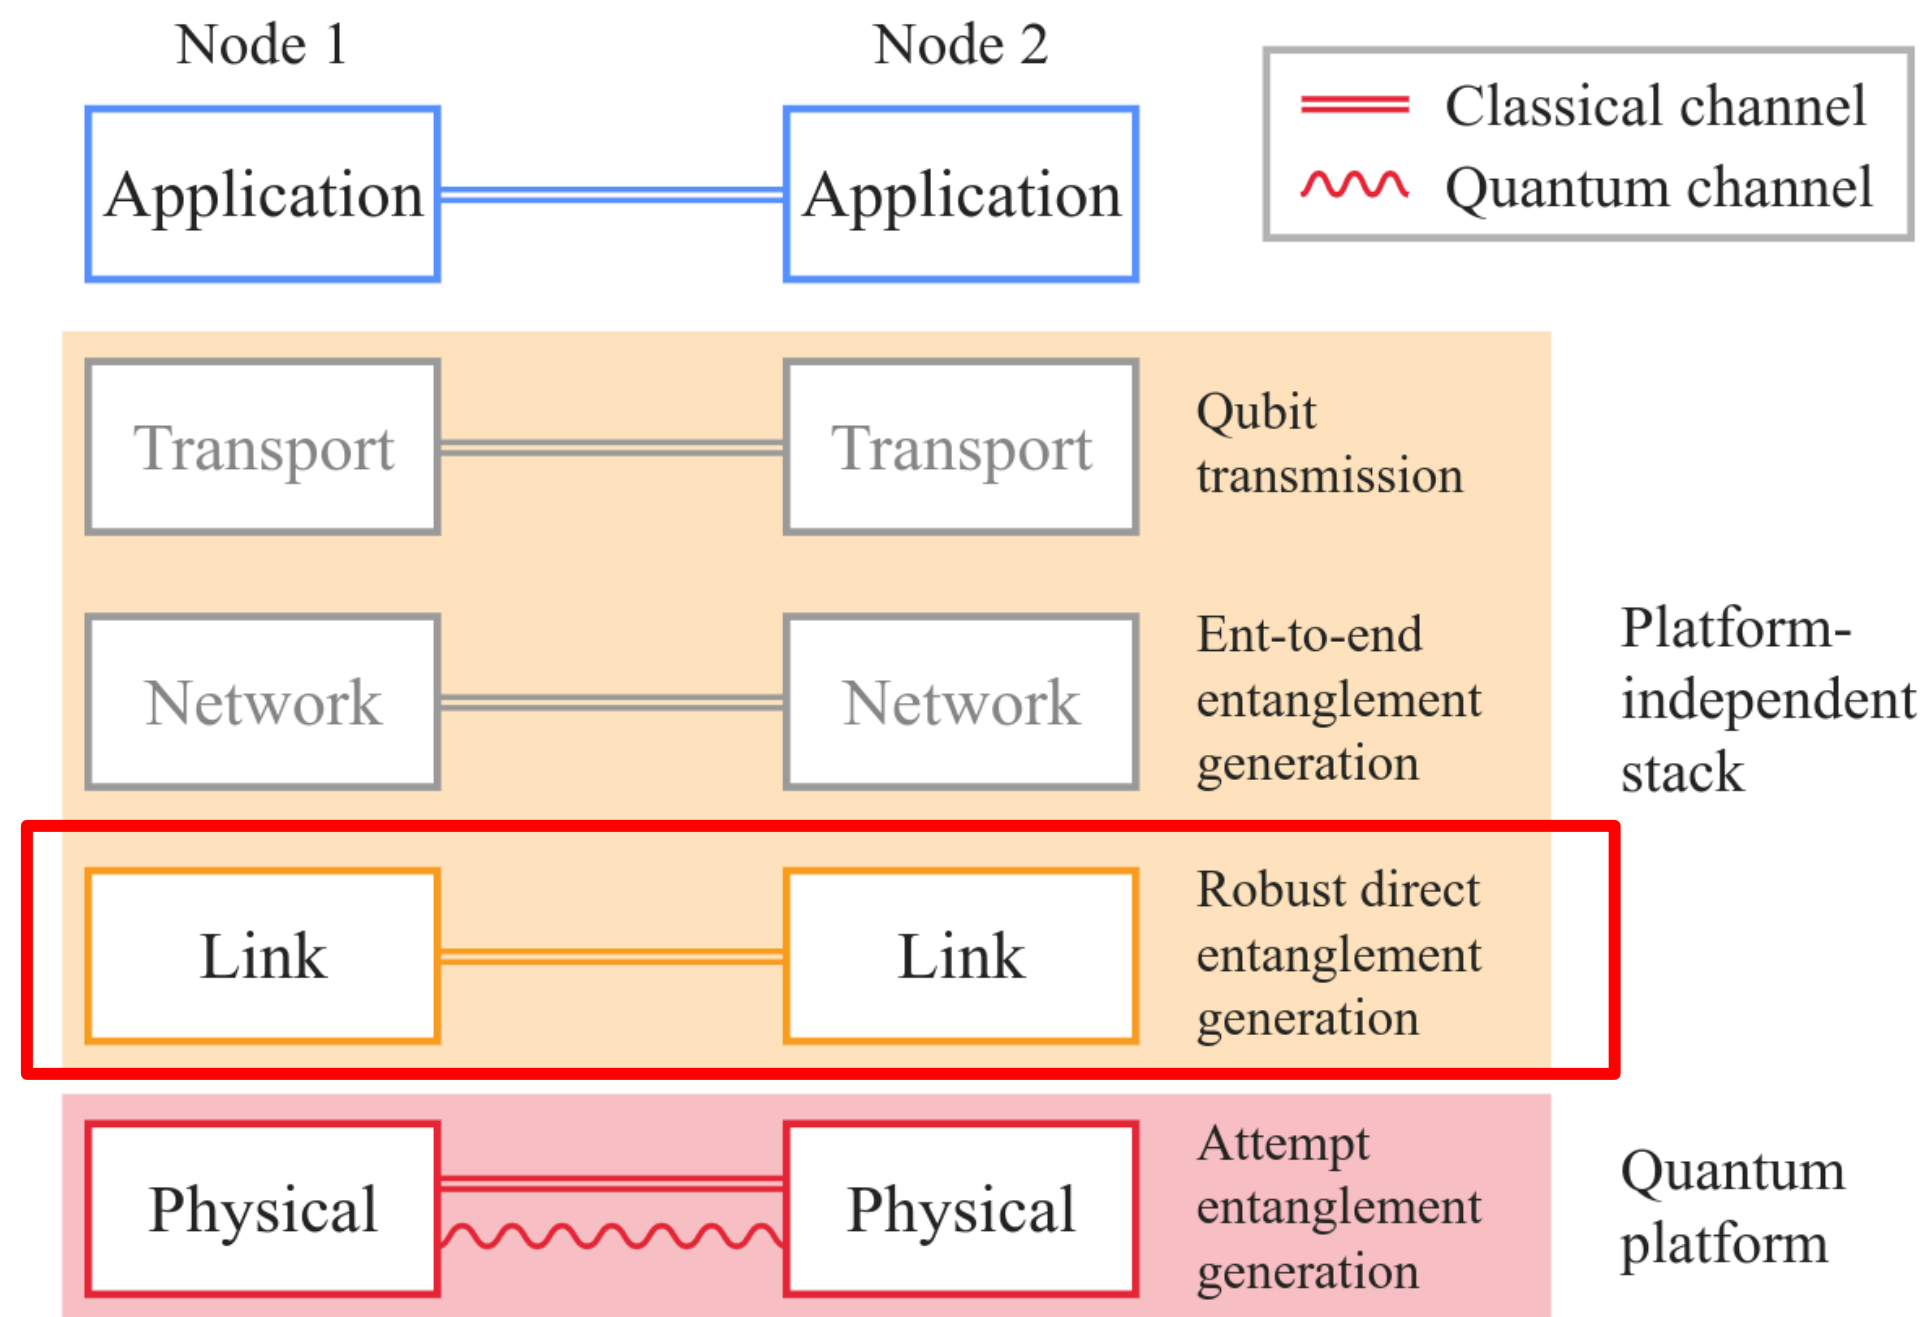 Node 1
Node 2
Classical channel
Quantum channel
Application
Application
Transport
Transport
Qubit
transmission
Network
Network
Ent-to-end
entanglement
generation
Platform-
independent
stack
Link
Link
Robust direct
entanglement
generation
Physical
Physical
Attempt
entanglement
generation
Quantum
platform